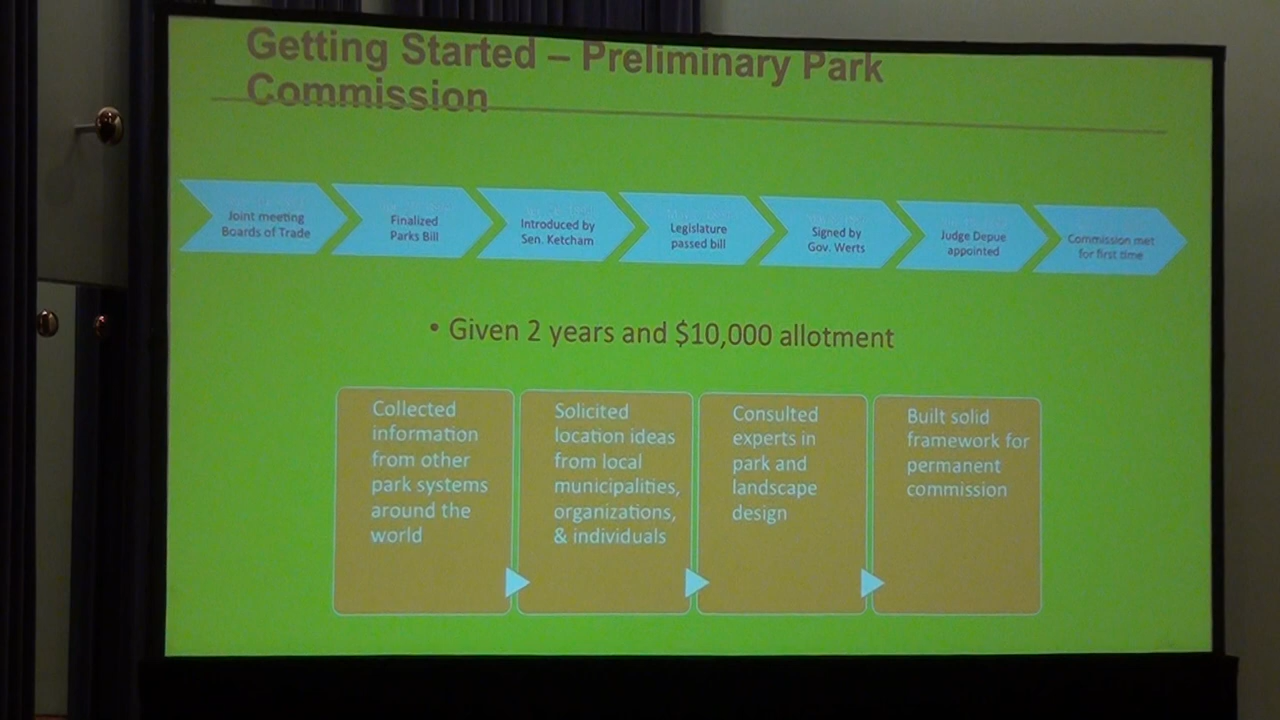 Getting Started – Preliminary Park
Commission
Joint meeting
Boards of Trade
Finalized
Parks Bill
Introduced by
Sen. Ketcham
Legislature
passed bill
Signed by
Gov. Werts
Judge Depue
appointed
Commission met
for first time
• Given 2 years and $10,000 allotment
Collected
information
from other
park systems
around the
world
Solicited
location ideas
from local
municipalities,
organizations,
& individuals
Consulted
experts in
park and
landscape
design
Built solid
framework for
permanent
commission